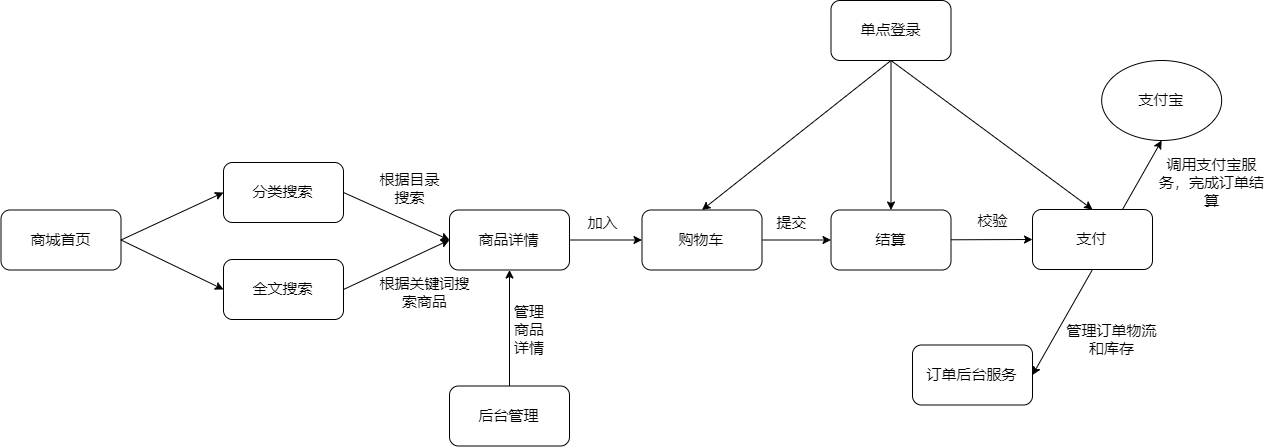 单点登录
支付宝
调用支付宝服
务，完成订单结
算
分类搜索
根据目录
搜索
商城首页
商品详情
加入
购物车
提交
结算
校验
支付
全文搜索
根据关键词搜
索商品
管理
商品
详情
管理订单物流
和库存
订单后台服务
后台管理